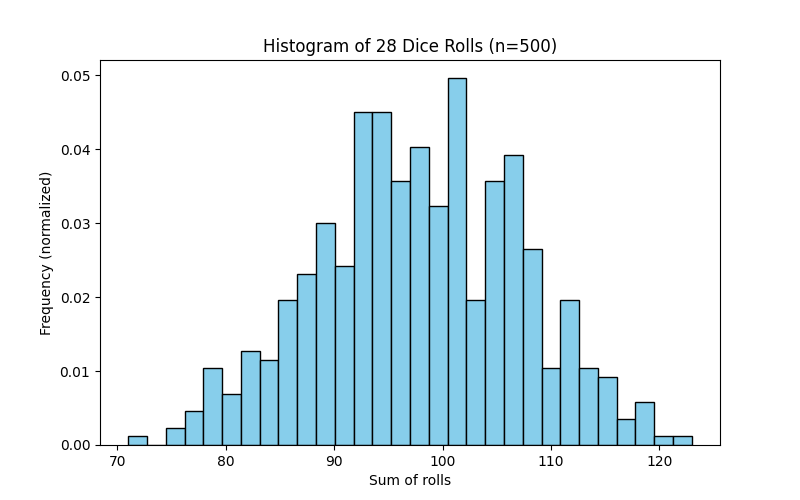 Histogram of 28 Dice Rolls (n=500)
0.05
0.04
0.03
0.02
0.01
0.00
Frequency (normalized)
70 80 90 100 110 120
Sum of rolls